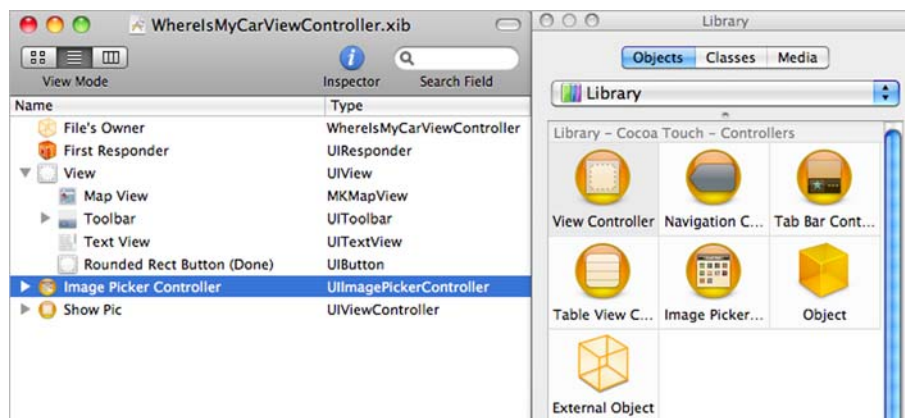 WhereIsMyCarViewController.xib
View Mode
Inspector
Search Field
Name Type
File's Owner WhereIsMyCarViewController
First Responder UIResponder
View UIView
Map View MKMapView
Toolbar UIToolbar
Text View UITextView
Rounded Rect Button (Done) UIButton
Image Picker Controller UIImagePickerController
Show Pic UIViewController
Library
Objects Classes Media
Library
Library - Cocoa Touch - Controllers
View Controller Navigation C... Tab Bar Cont...
Table View C... Image Picker... Object
External Object